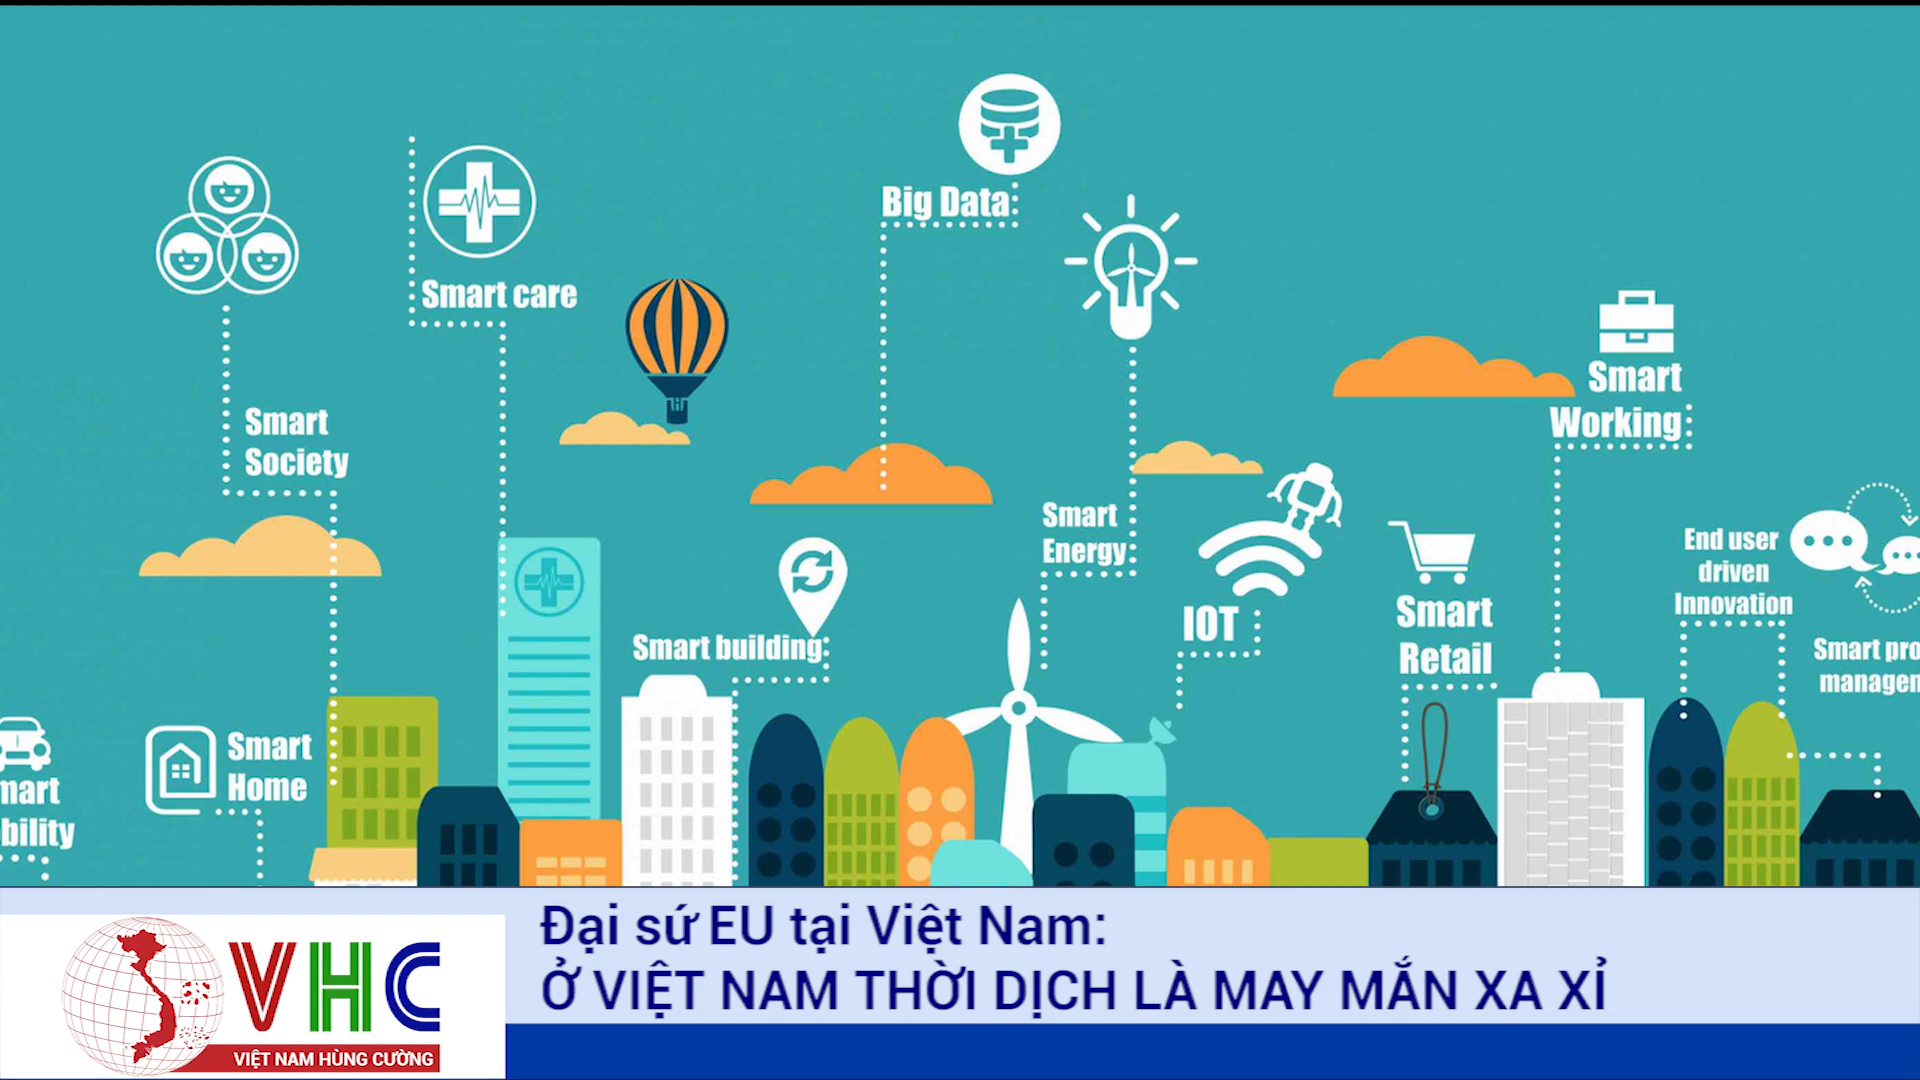 Big Data
Smart care
Smart
Working
Smart
Society
Smart
Energy
End user
driven
Innovation
IOT
Smart
Retail
Smart building
Smart
Home
Đại sứ EU tại Việt Nam:
Ở VIỆT NAM THỜI DỊCH LÀ MAY MẮN XA XỈ
VHC
VIỆT NAM HÙNG CƯỜNG
Smart